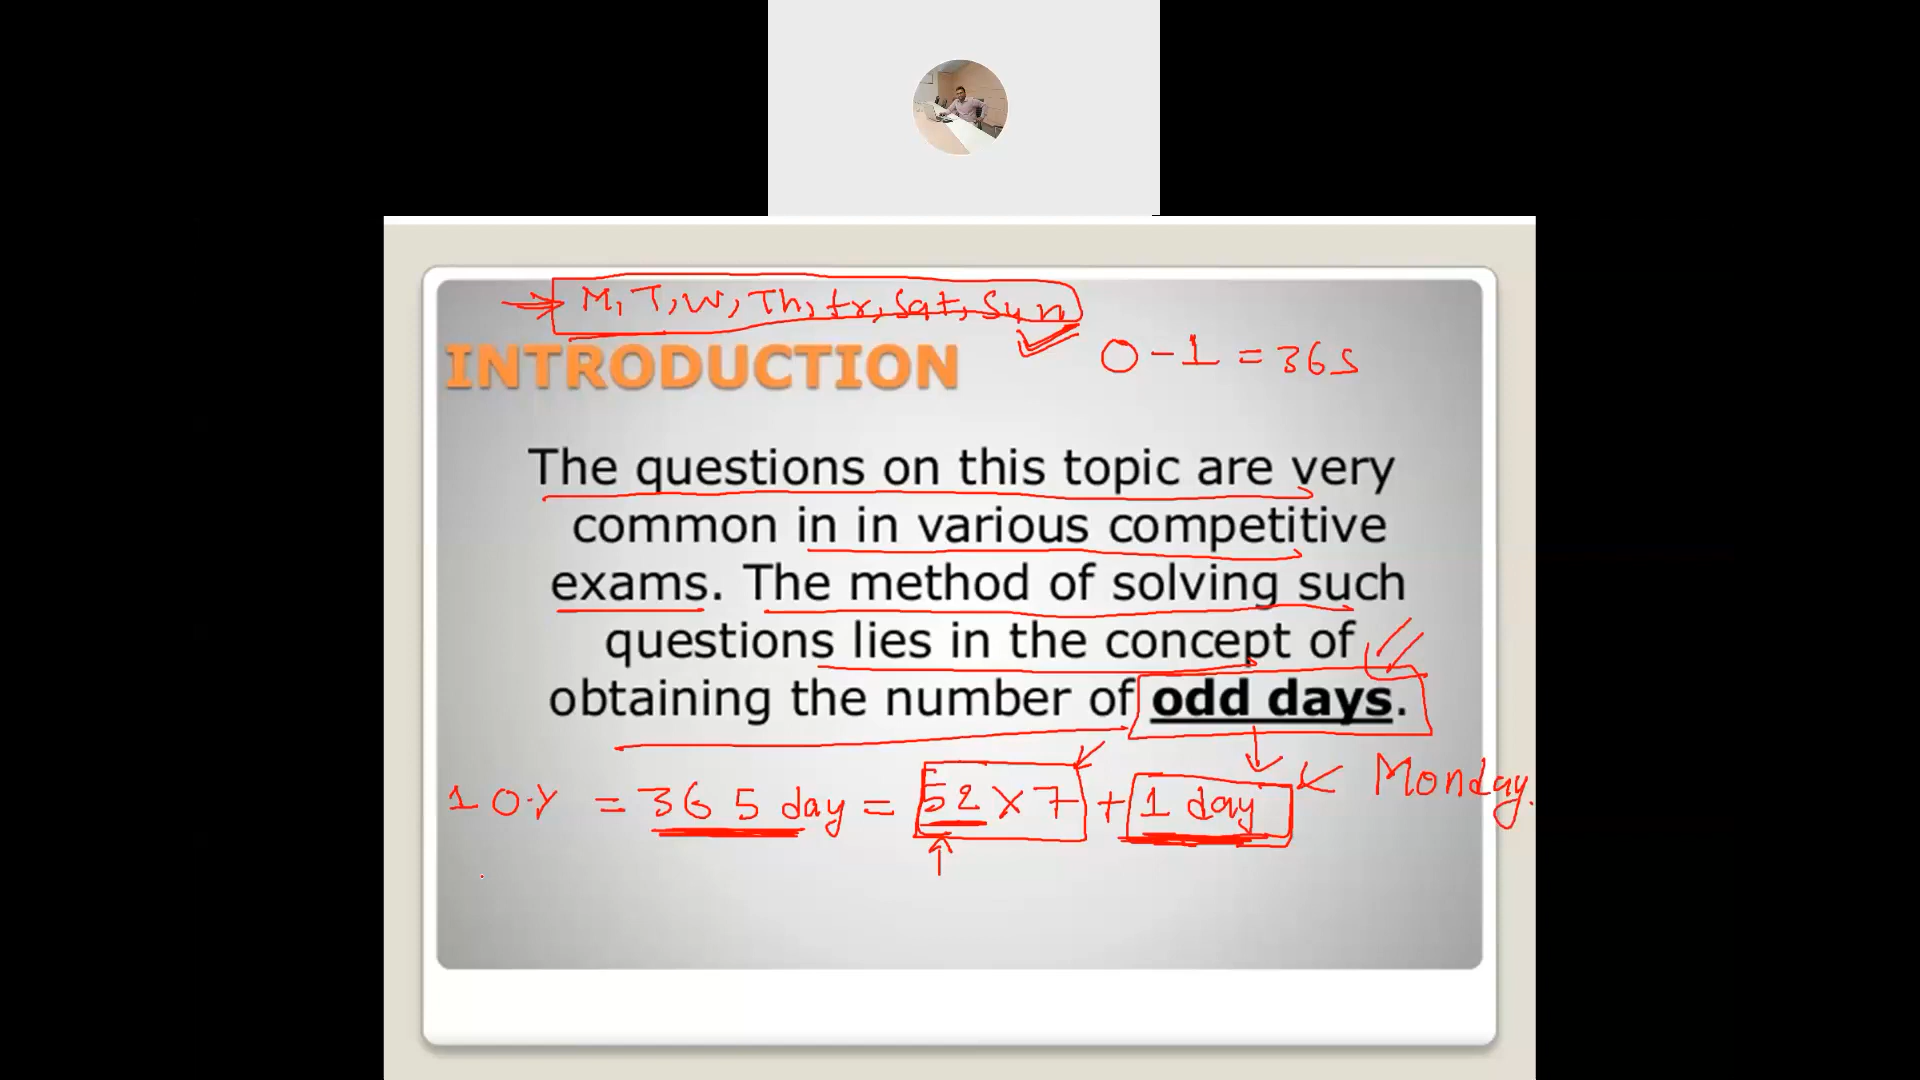 M, T, W, Th, fr, Sat, Sun
INTRODUCTION
0 - 1 = 365
The questions on this topic are very
common in in various competitive
exams. The method of solving such
questions lies in the concept of
obtaining the number of odd days.
1 O.Y = 365 day = 52 X 7 + 1 day Monday.